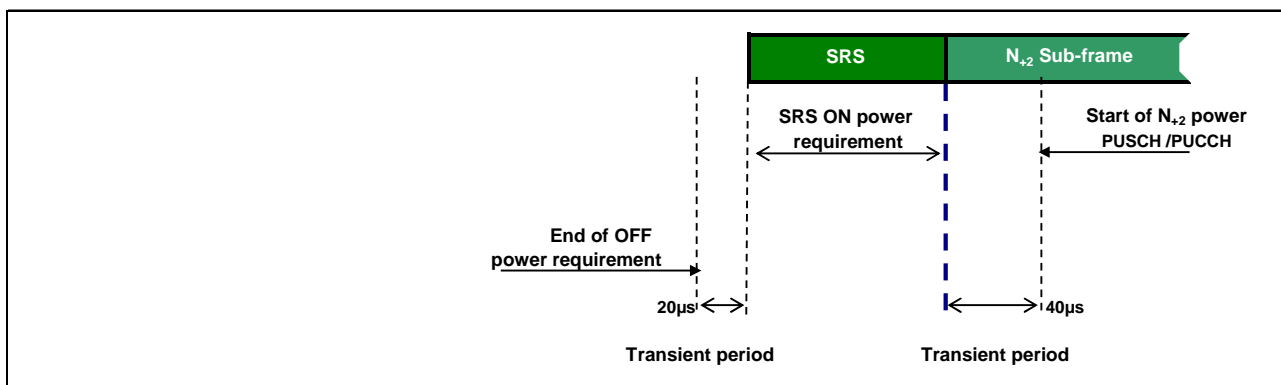 SRS
N+2 Sub-frame
SRS ON power
requirement
Start of N+2 power
PUSCH /PUCCH
End of OFF
power requirement
20µs
40µs
Transient period
Transient period